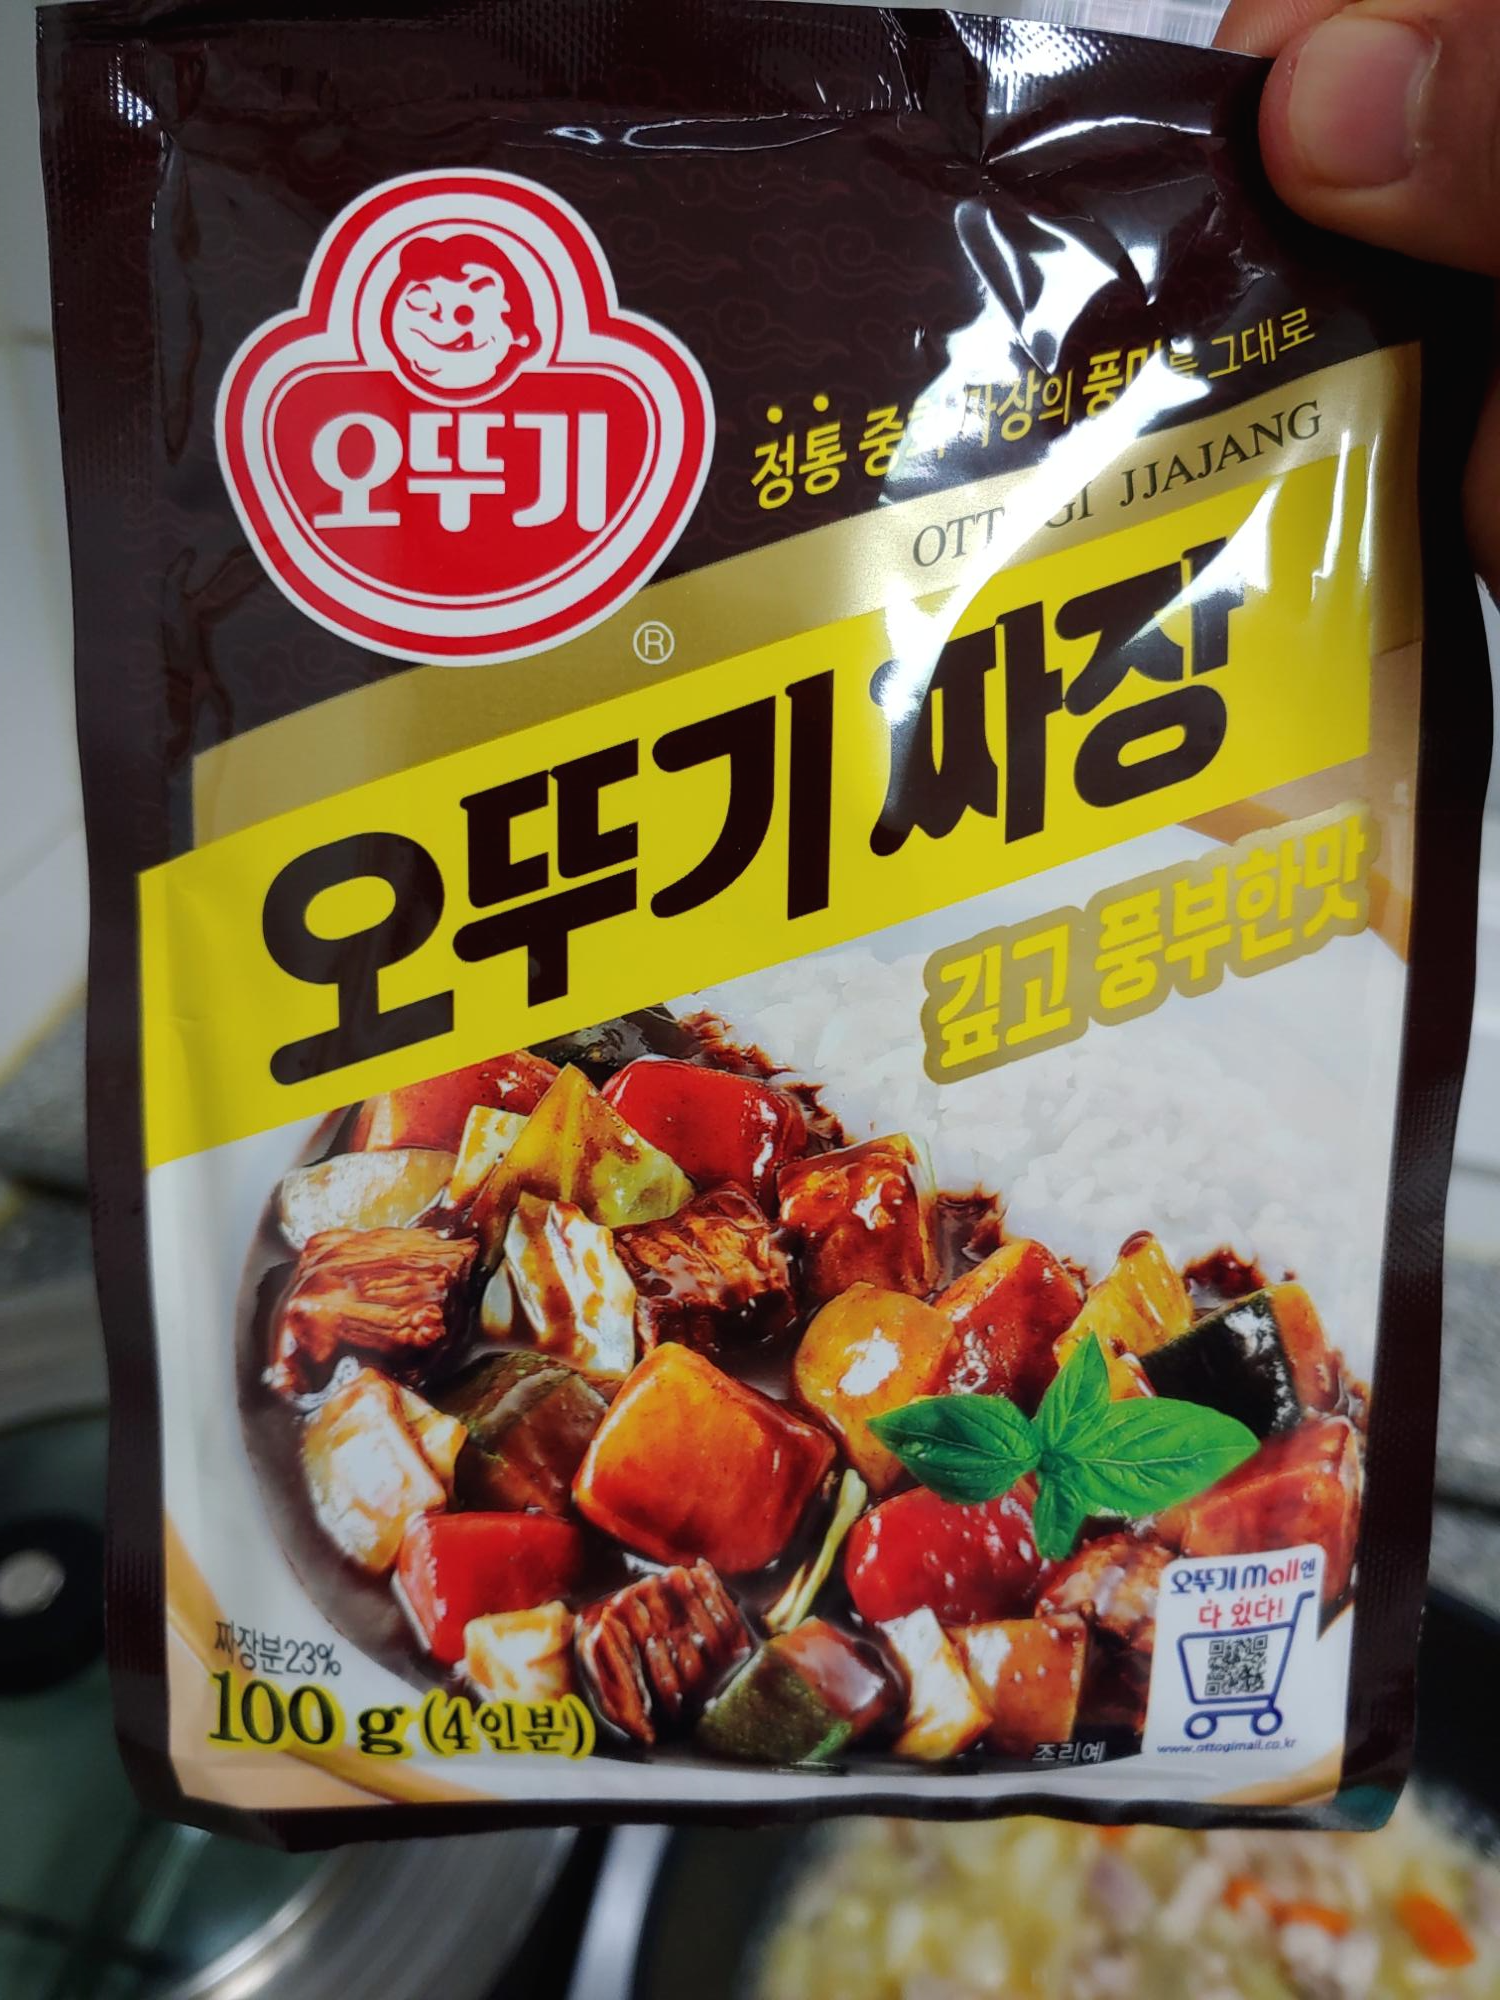 오뚜기
®
정통 중화 짜장의 풍미를 그대로
OTTOGI JJAJANG
오뚜기 짜장
깊고 풍부한맛
짜장분23%
100 g (4인분)
조리예
오뚜기mall엔
다 있다!
www.ottogimall.co.kr